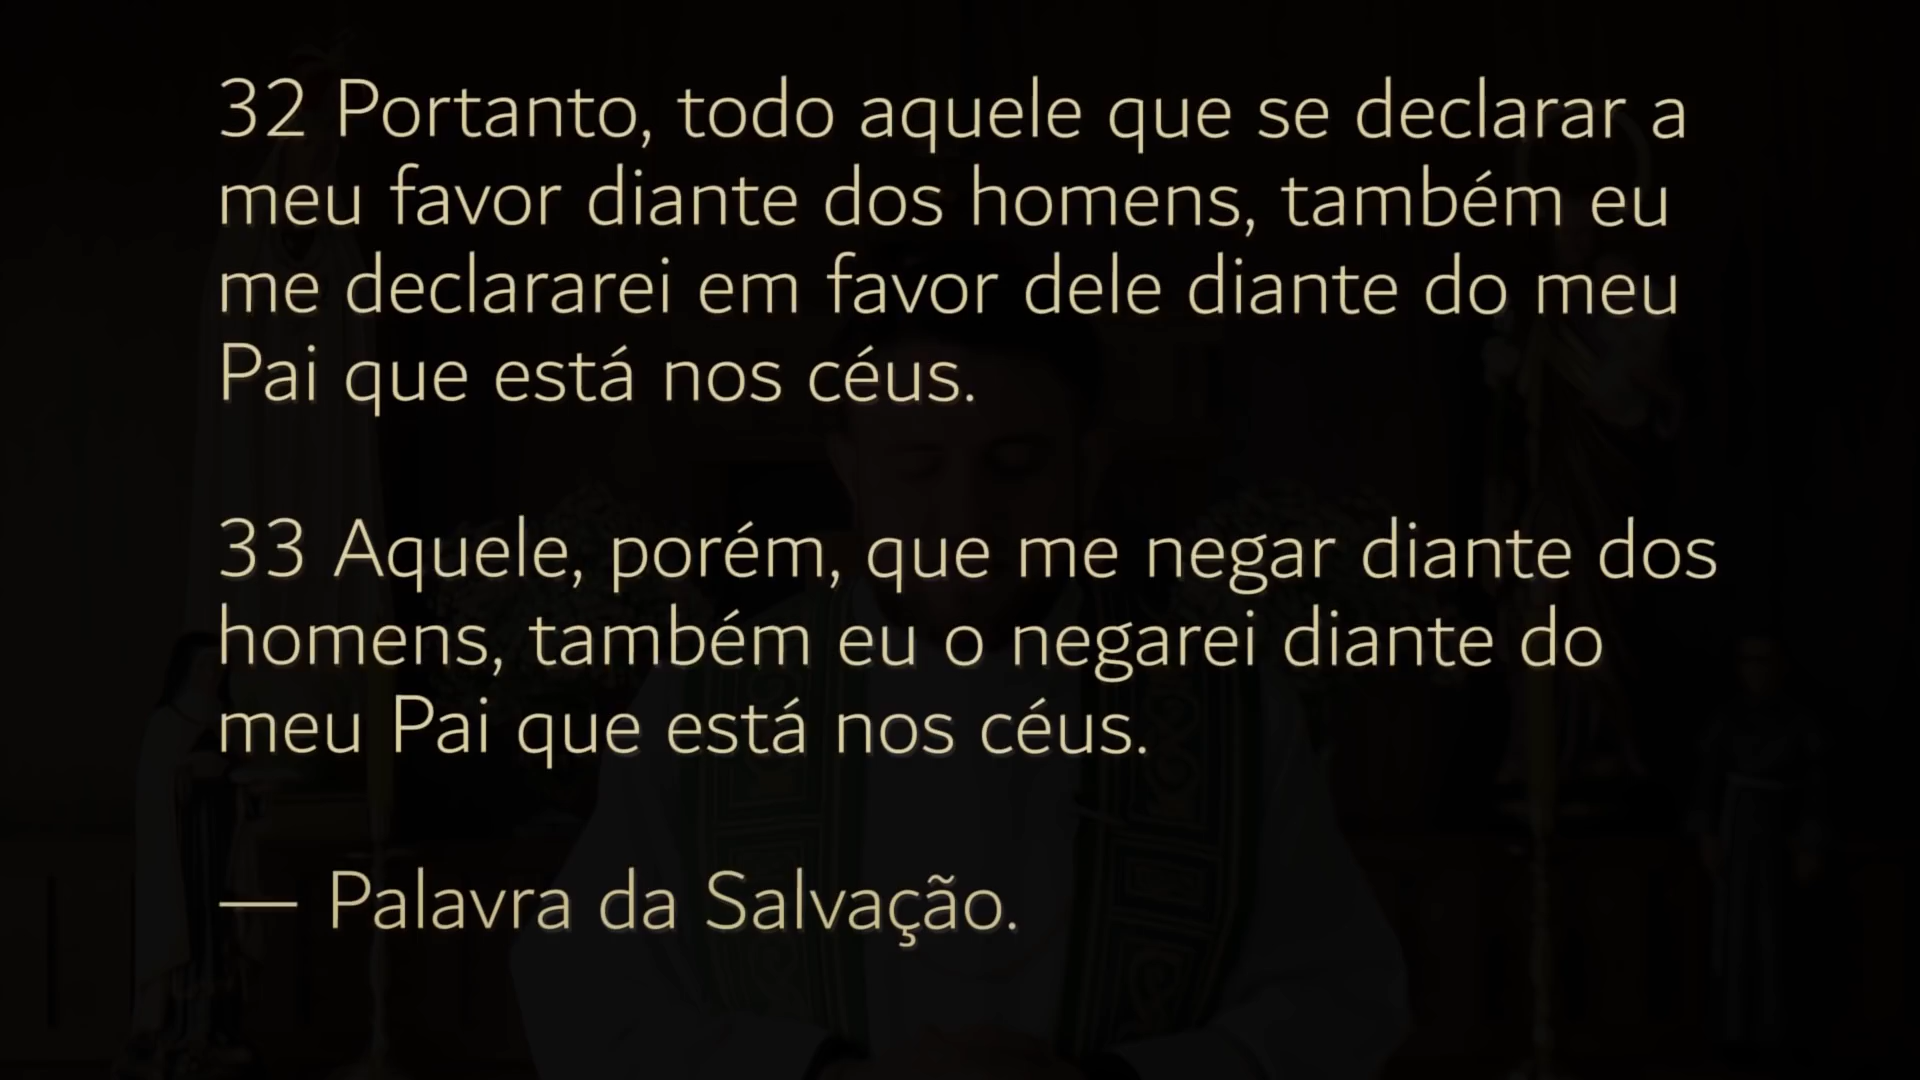 32 Portanto, todo aquele que se declarar a
meu favor diante dos homens, também eu
me declararei em favor dele diante do meu
Pai que está nos céus.
33 Aquele, porém, que me negar diante dos
homens, também eu o negarei diante do
meu Pai que está nos céus.
— Palavra da Salvação.